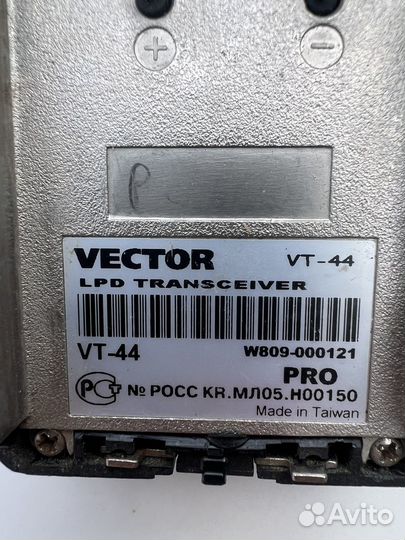 + −
P
VECTOR VT-44
LPD TRANSCEIVER
VT-44 W809-000121
PRO
РСТ № РОСС KR.МЛ05.Н00150
Made in Taiwan
Avito